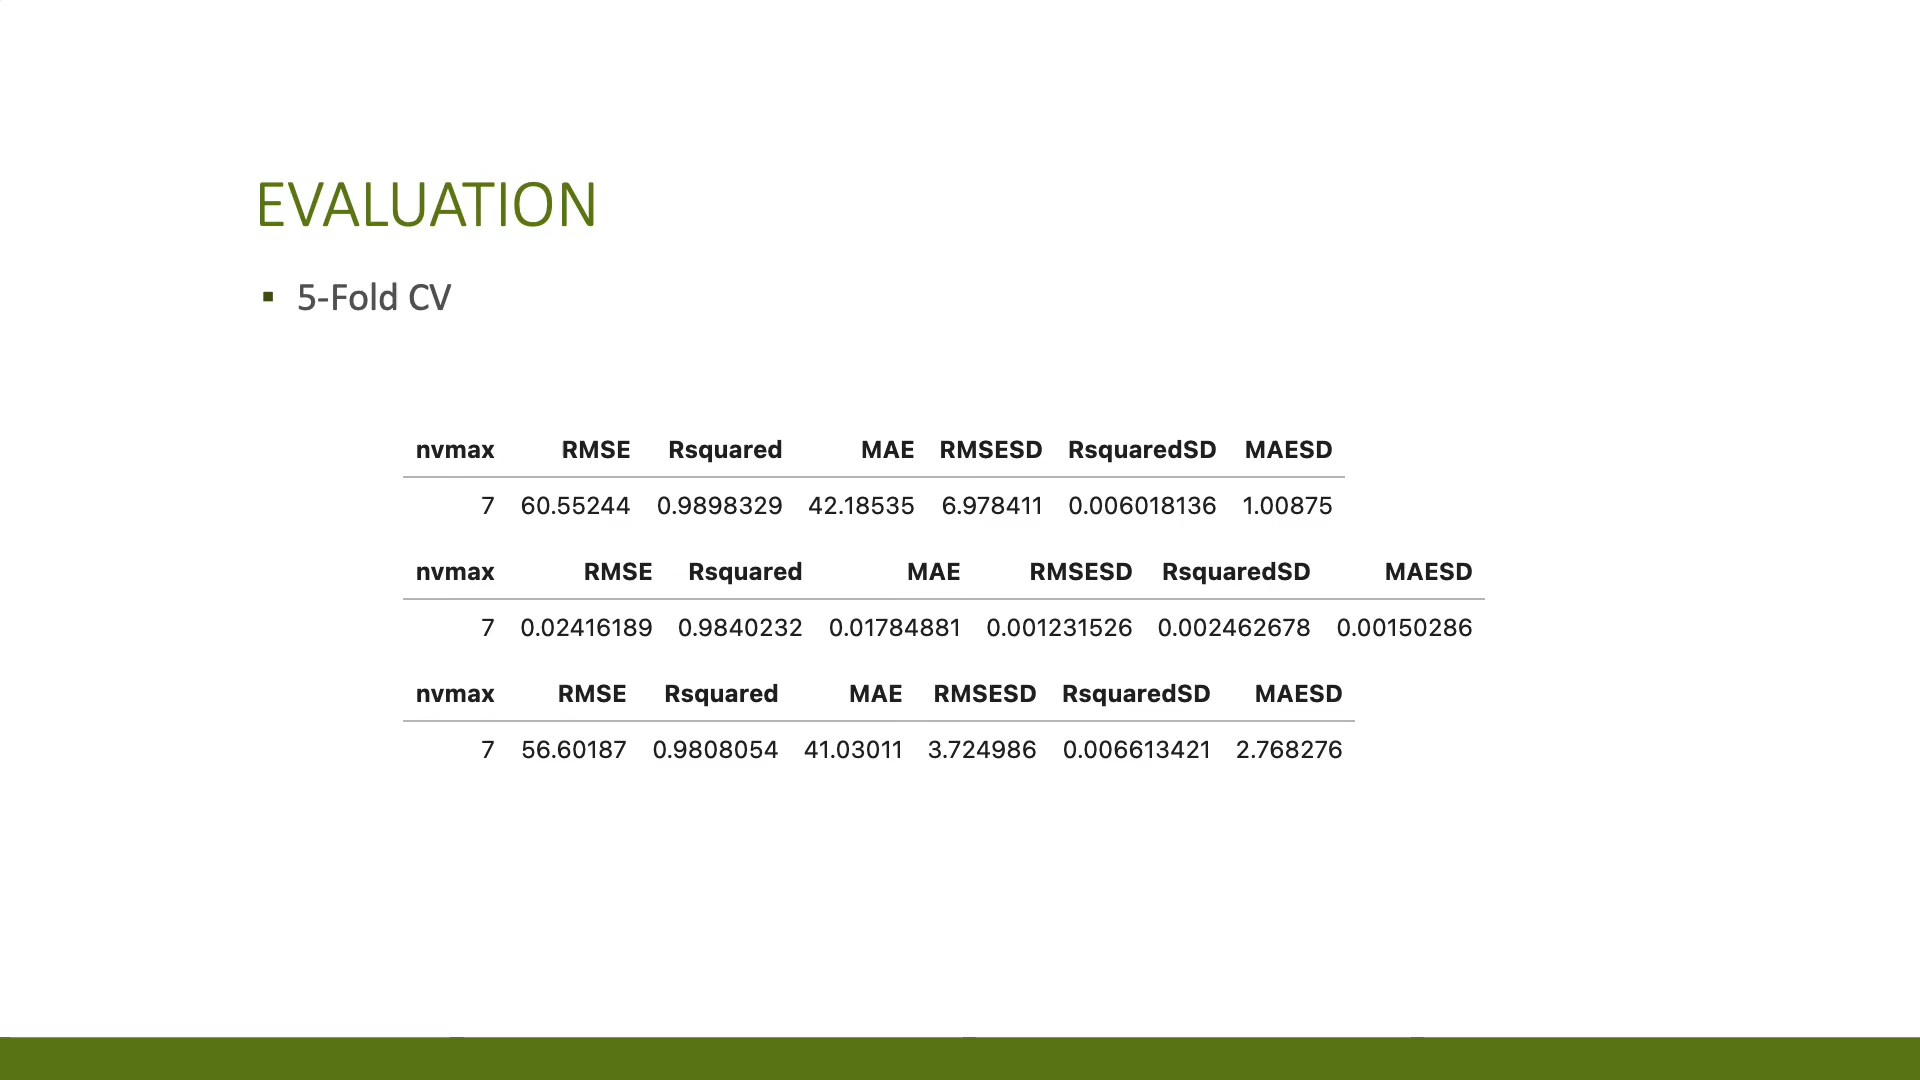 EVALUATION
▪ 5-Fold CV
nvmax RMSE Rsquared MAE RMSESD RsquaredSD MAESD
7 60.55244 0.9898329 42.18535 6.978411 0.006018136 1.00875
nvmax RMSE Rsquared MAE RMSESD RsquaredSD MAESD
7 0.02416189 0.9840232 0.01784881 0.001231526 0.002462678 0.00150286
nvmax RMSE Rsquared MAE RMSESD RsquaredSD MAESD
7 56.60187 0.9808054 41.03011 3.724986 0.006613421 2.768276